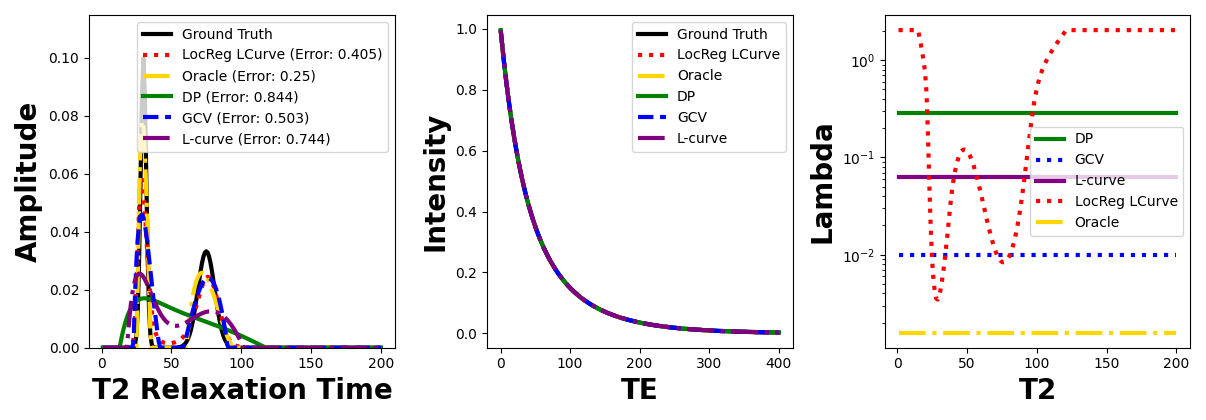 Amplitude
0.10
0.08
0.06
0.04
0.02
0.00
0
50
100
150
200
T2 Relaxation Time
Ground Truth
LocReg LCurve (Error: 0.405)
Oracle (Error: 0.25)
DP (Error: 0.844)
GCV (Error: 0.503)
L-curve (Error: 0.744)
Intensity
1.0
0.8
0.6
0.4
0.2
0.0
0
100
200
300
400
TE
Ground Truth
LocReg LCurve
Oracle
DP
GCV
L-curve
Lambda
10⁰
10⁻¹
10⁻²
0
50
100
150
200
T2
DP
GCV
L-curve
LocReg LCurve
Oracle